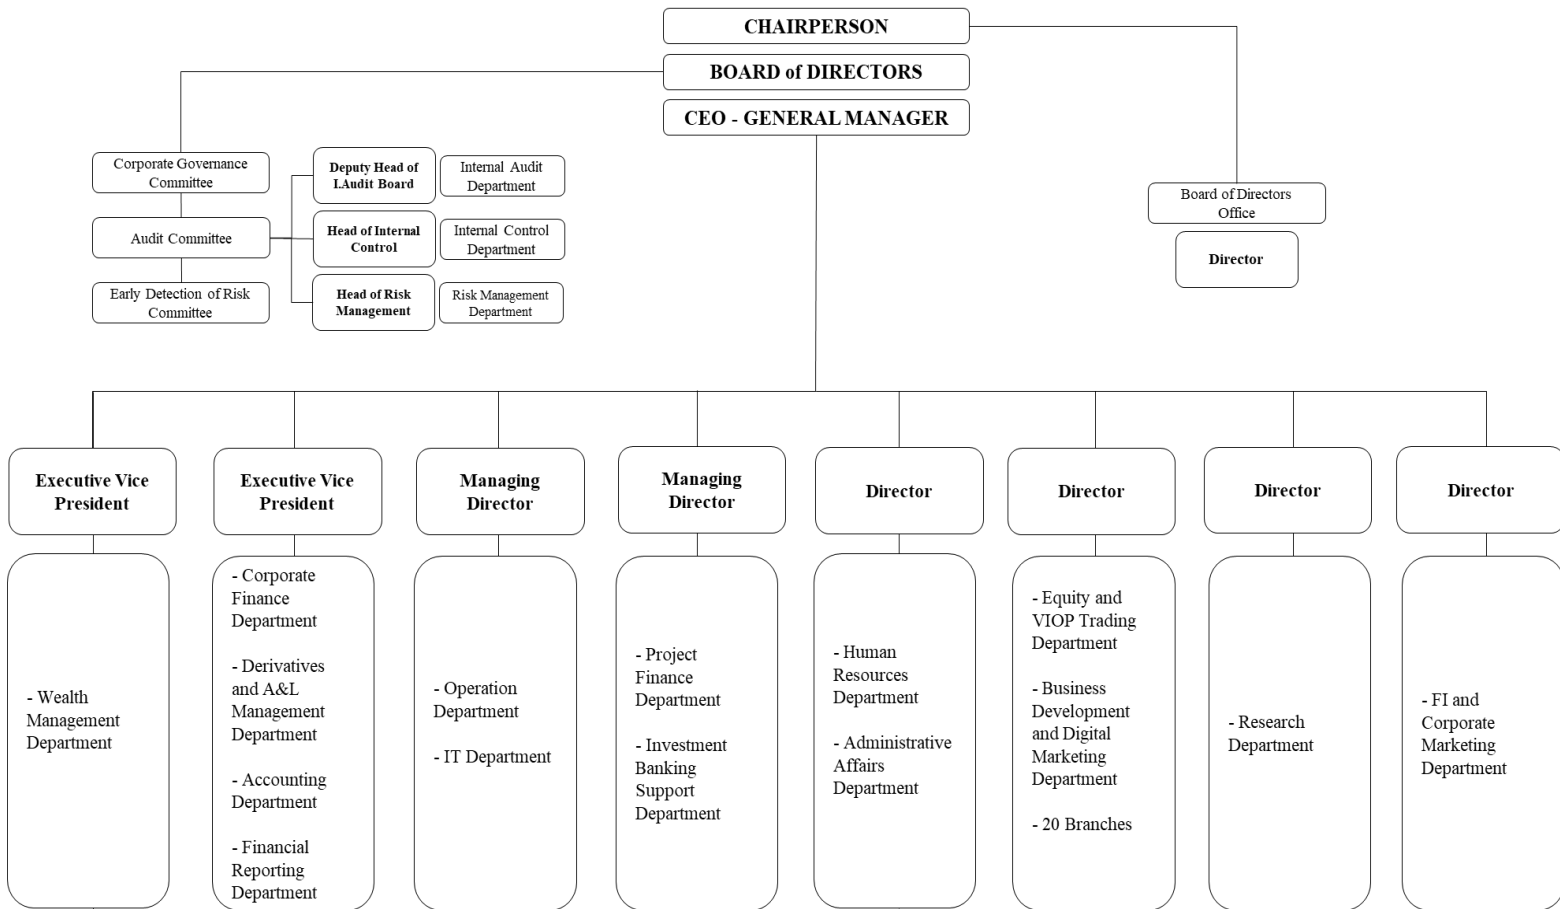 CHAIRPERSON
BOARD of DIRECTORS
CEO - GENERAL MANAGER
Corporate Governance
Committee
Audit Committee
Early Detection of Risk
Committee
Deputy Head of
I.Audit Board
Internal Audit
Department
Head of Internal
Control
Internal Control
Department
Head of Risk
Management
Risk Management
Department
Board of Directors
Office
Director
Executive Vice
President
- Wealth
Management
Department
Executive Vice
President
- Corporate
Finance
Department
- Derivatives
and A&L
Management
Department
- Accounting
Department
- Financial
Reporting
Department
Managing
Director
- Operation
Department
- IT Department
Managing
Director
- Project
Finance
Department
- Investment
Banking
Support
Department
Director
- Human
Resources
Department
- Administrative
Affairs
Department
Director
- Equity and
VIOP Trading
Department
- Business
Development
and Digital
Marketing
Department
- 20 Branches
Director
- Research
Department
Director
- FI and
Corporate
Marketing
Department